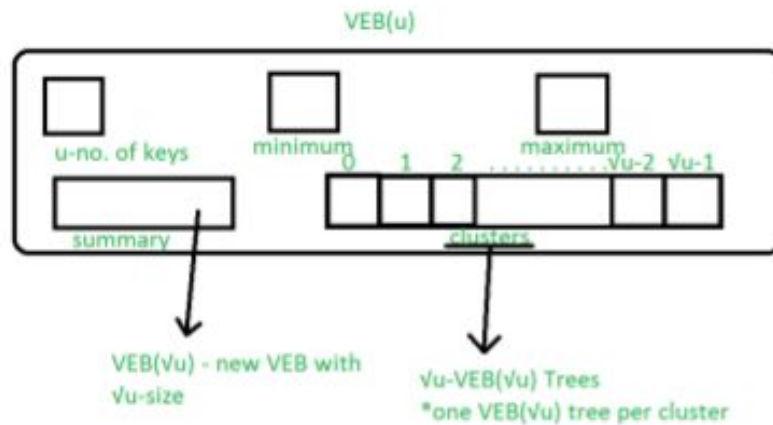 VEB(u)
u-no. of keys
minimum
maximum
0 1 2 . . . . . . . . . . √u-2 √u-1
summary
clusters
VEB(√u) - new VEB with
√u-size
√u-VEB(√u) Trees
*one VEB(√u) tree per cluster